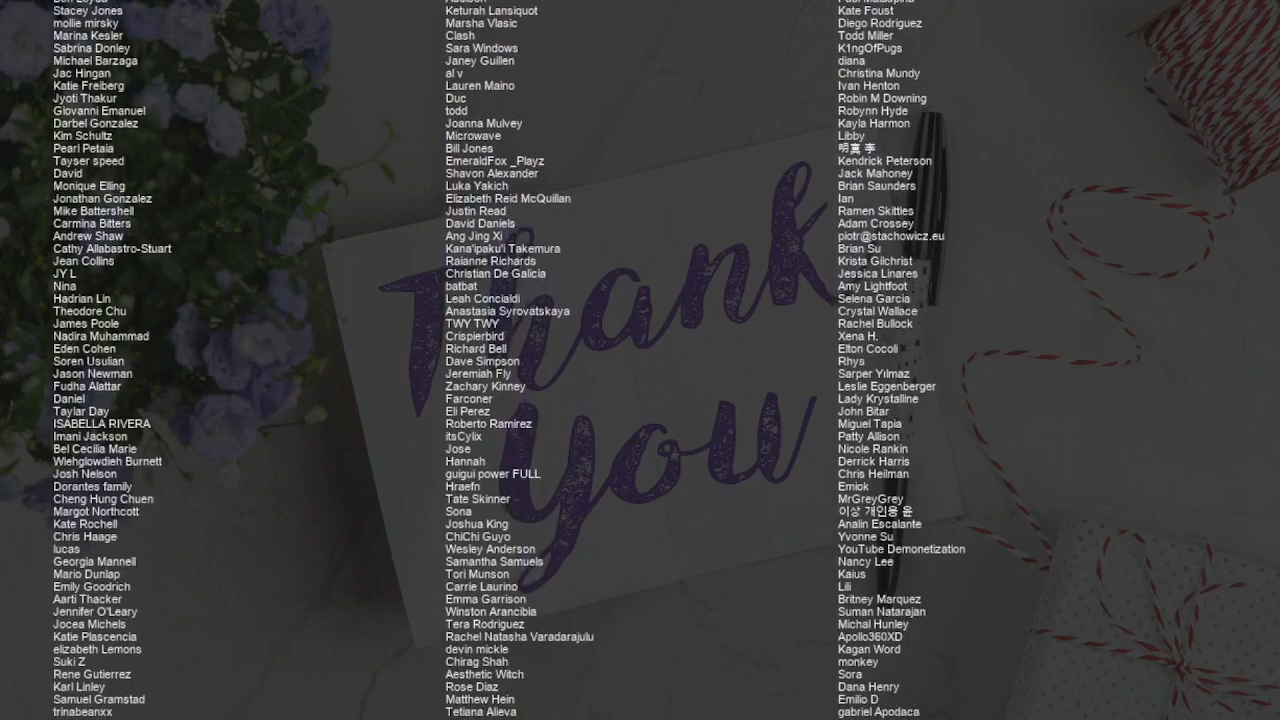 Stacey Jones
mollie mirsky
Marina Kesler
Sabrina Donley
Michael Barzaga
Jac Hingan
Katie Freiberg
Jyoti Thakur
Giovanni Emanuel
Darbel Gonzalez
Kim Schultz
Pearl Petaia
Tayser speed
David
Monique Elling
Jonathan Gonzalez
Mike Battershell
Carmina Bitters
Andrew Shaw
Cathy Allabastro-Stuart
Jean Collins
JY L
Nina
Hadrian Lin
Theodore Chu
James Poole
Nadira Muhammad
Eden Cohen
Soren Usulian
Jason Newman
Fudha Alattar
Daniel
Taylar Day
ISABELLA RIVERA
Imani Jackson
Bel Cecilia Marie
Wlehglowdieh Burnett
Josh Nelson
Dorantes family
Cheng Hung Chuen
Margot Northcott
Kate Rochell
Chris Haage
lucas
Georgia Mannell
Mario Dunlap
Emily Goodrich
Aarti Thacker
Jennifer O'Leary
Jocea Michels
Katie Plascencia
elizabeth Lemons
Suki Z
Rene Gutierrez
Karl Linley
Samuel Gramstad
trinabeanxx
Keturah Lansiquot
Marsha Vlasic
Clash
Sara Windows
Janey Guillen
al v
Lauren Maino
Duc
todd
Joanna Mulvey
Microwave
Bill Jones
EmeraldFox _Playz
Shavon Alexander
Luka Yakich
Elizabeth Reid McQuillan
Justin Read
David Daniels
Ang Jing Xi
Kana'ipaku'i Takemura
Raianne Richards
Christian De Galicia
batbat
Leah Concialdi
Anastasia Syrovatskaya
TWY TWY
Crispierbird
Richard Bell
Dave Simpson
Jeremiah Fly
Zachary Kinney
Farconer
Eli Perez
Roberto Ramirez
itsCylix
Jose
Hannah
guigui power FULL
Hraefn
Tate Skinner
Sona
Joshua King
ChiChi Guyo
Wesley Anderson
Samantha Samuels
Tori Munson
Carrie Laurino
Emma Garrison
Winston Arancibia
Tera Rodriguez
Rachel Natasha Varadarajulu
devin mickle
Chirag Shah
Aesthetic Witch
Rose Diaz
Matthew Hein
Tetiana Alieva
Kate Foust
Diego Rodriguez
Todd Miller
K1ngOfPugs
diana
Christina Mundy
Ivan Henton
Robin M Downing
Robynn Hyde
Kayla Harmon
Libby
明真 李
Kendrick Peterson
Jack Mahoney
Brian Saunders
Ian
Ramen Skittles
Adam Crossey
piotr@stachowicz.eu
Brian Su
Krista Gilchrist
Jessica Linares
Amy Lightfoot
Selena Garcia
Crystal Wallace
Rachel Bullock
Xena H.
Elton Cocoli
Rhys
Sarper Yılmaz
Leslie Eggenberger
Lady Krystalline
John Bitar
Miguel Tapia
Patty Allison
Nicole Rankin
Derrick Harris
Chris Heilman
Emiok
MrGreyGrey
이상 개인용 윤
Analin Escalante
Yvonne Su
YouTube Demonetization
Nancy Lee
Kaius
Lili
Britney Marquez
Suman Natarajan
Michal Hunley
Apollo360XD
Kagan Word
monkey
Sora
Dana Henry
Emilio D
gabriel Apodaca
Thank
you